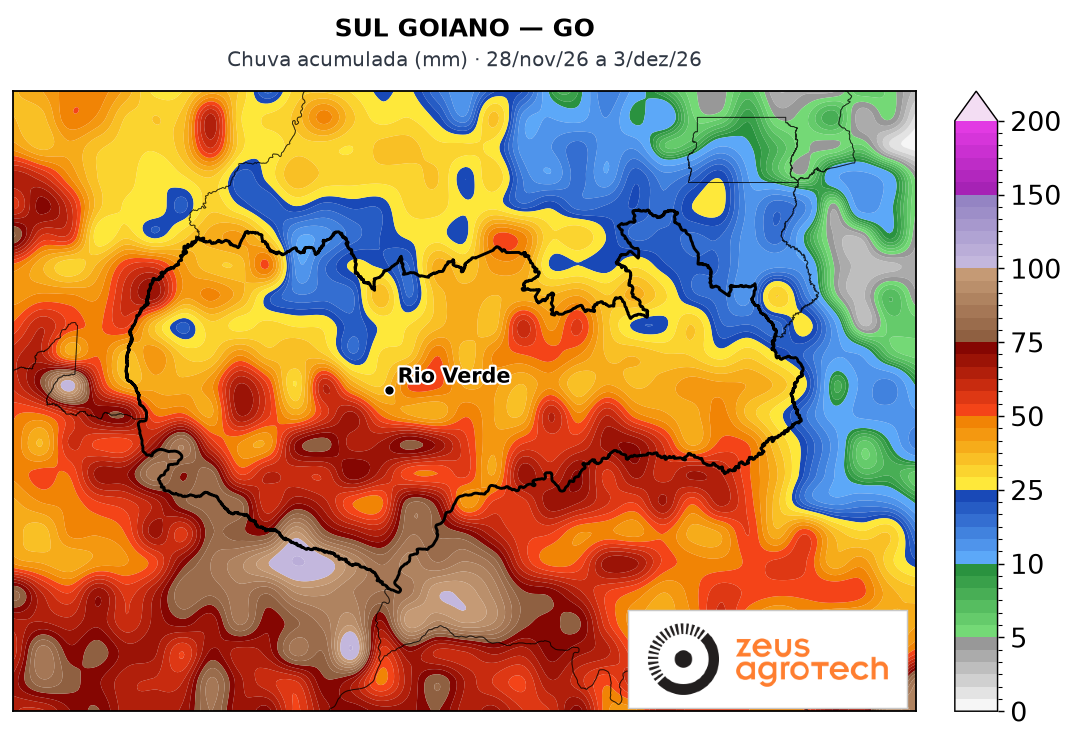 SUL GOIANO — GO
Chuva acumulada (mm) · 28/nov/26 a 3/dez/26
200
150
100
75
50
25
10
5
0
Rio Verde
zeus
agrotech